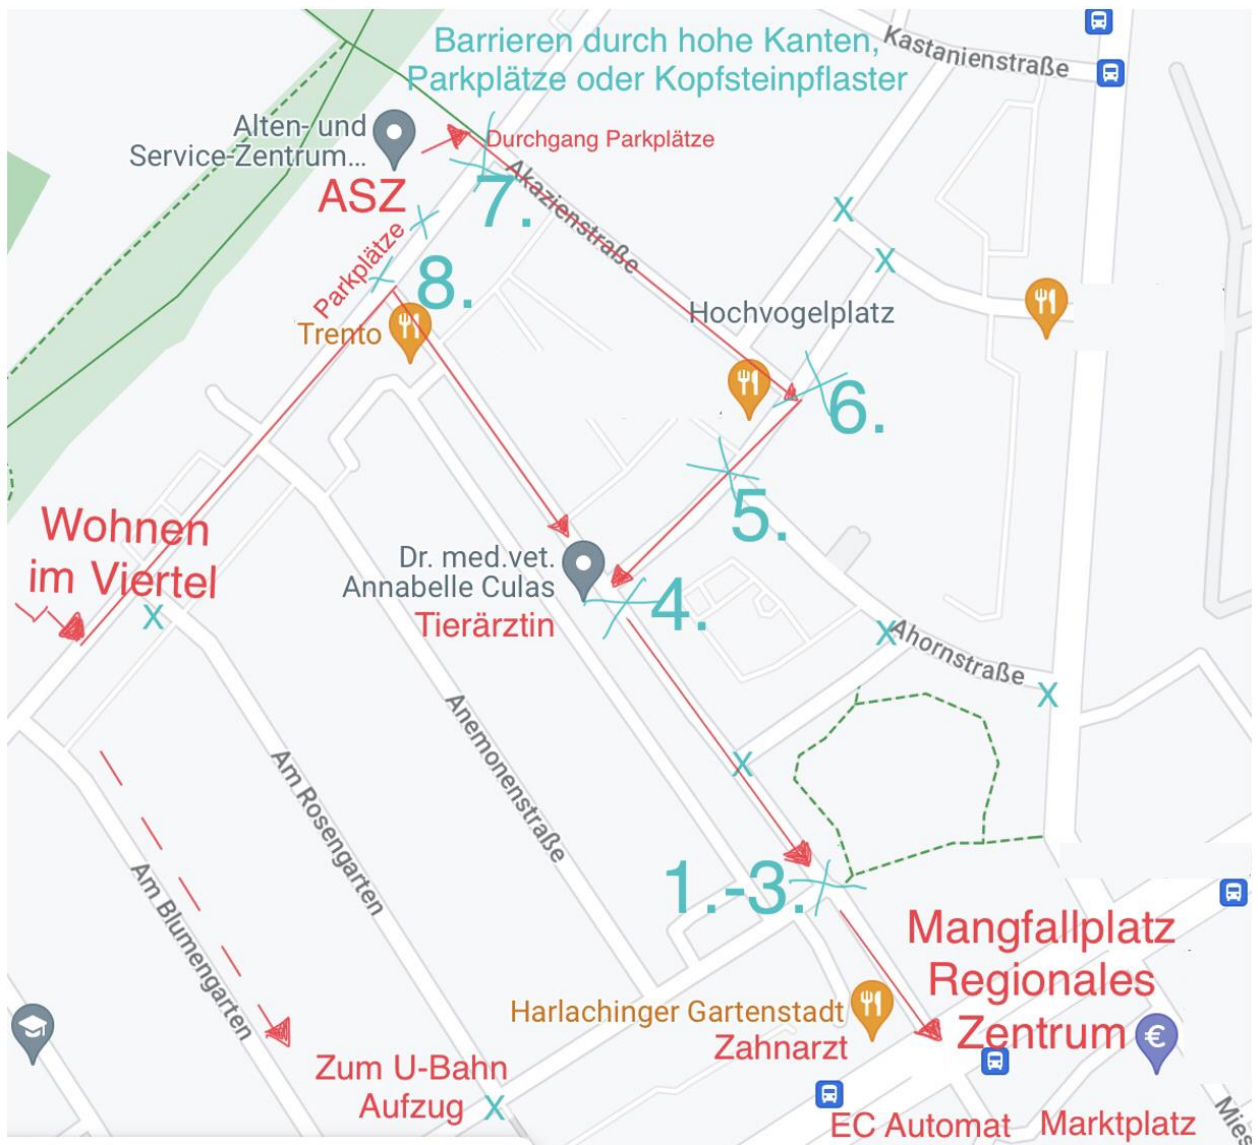 Barrieren durch hohe Kanten,
Parkplätze oder Kopfsteinpflaster
Kastanienstraße
Alten- und
Service-Zentrum...
ASZ
Durchgang Parkplätze
7.
Akazienstraße
X
X
Parkplätze
8.
Trento
Hochvogelplatz
6.
5.
Wohnen
im Viertel
X
Dr. med.vet.
Annabelle Culas
Tierärztin
4.
X
Ahornstraße
X
X
Anemonenstraße
Am Rosengarten
Am Blumengarten
1.-3.
Mangfallplatz
Regionales
Zentrum
€
Harlachinger Gartenstadt
Zahnarzt
Zum U-Bahn
Aufzug X
EC Automat
Marktplatz
Mies